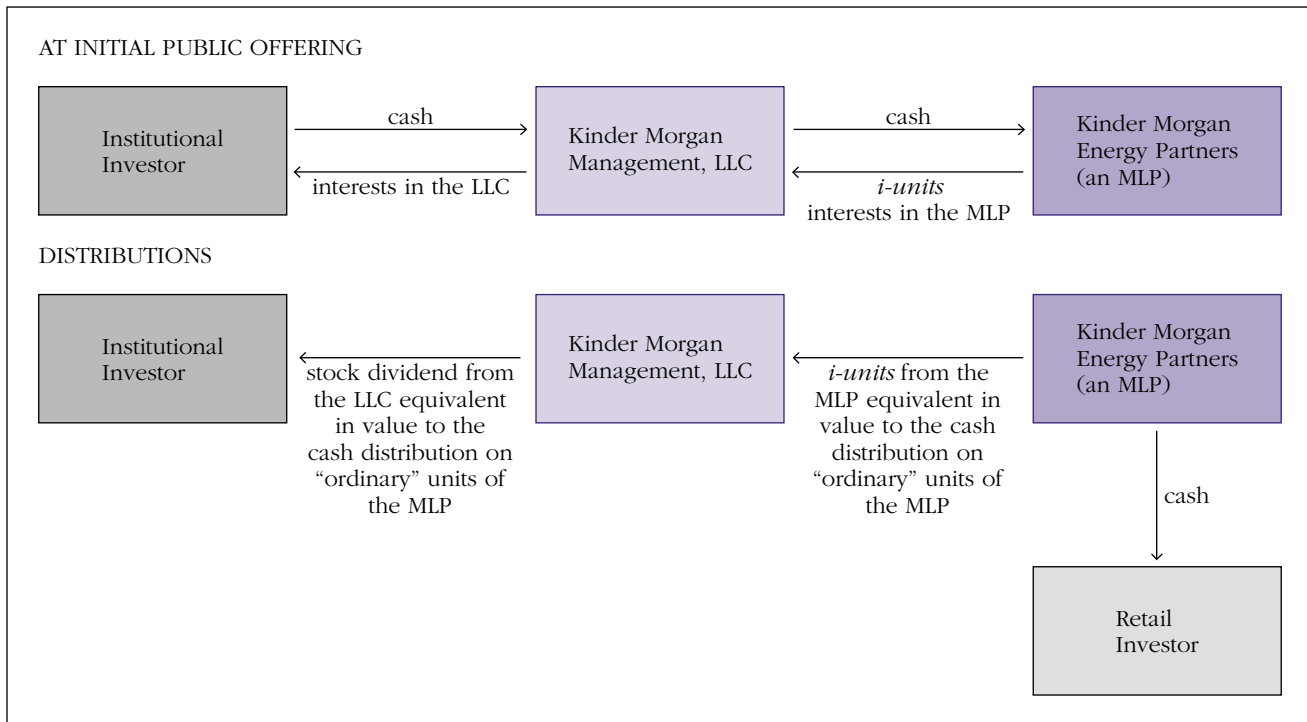 AT INITIAL PUBLIC OFFERING
Institutional
Investor
cash
interests in the LLC
Kinder Morgan
Management, LLC
cash
i-units
interests in the MLP
Kinder Morgan
Energy Partners
(an MLP)
DISTRIBUTIONS
Institutional
Investor
stock dividend from
the LLC equivalent
in value to the
cash distribution on
“ordinary” units of
the MLP
Kinder Morgan
Management, LLC
i-units from the
MLP equivalent in
value to the cash
distribution on
“ordinary” units of
the MLP
Kinder Morgan
Energy Partners
(an MLP)
cash
Retail
Investor